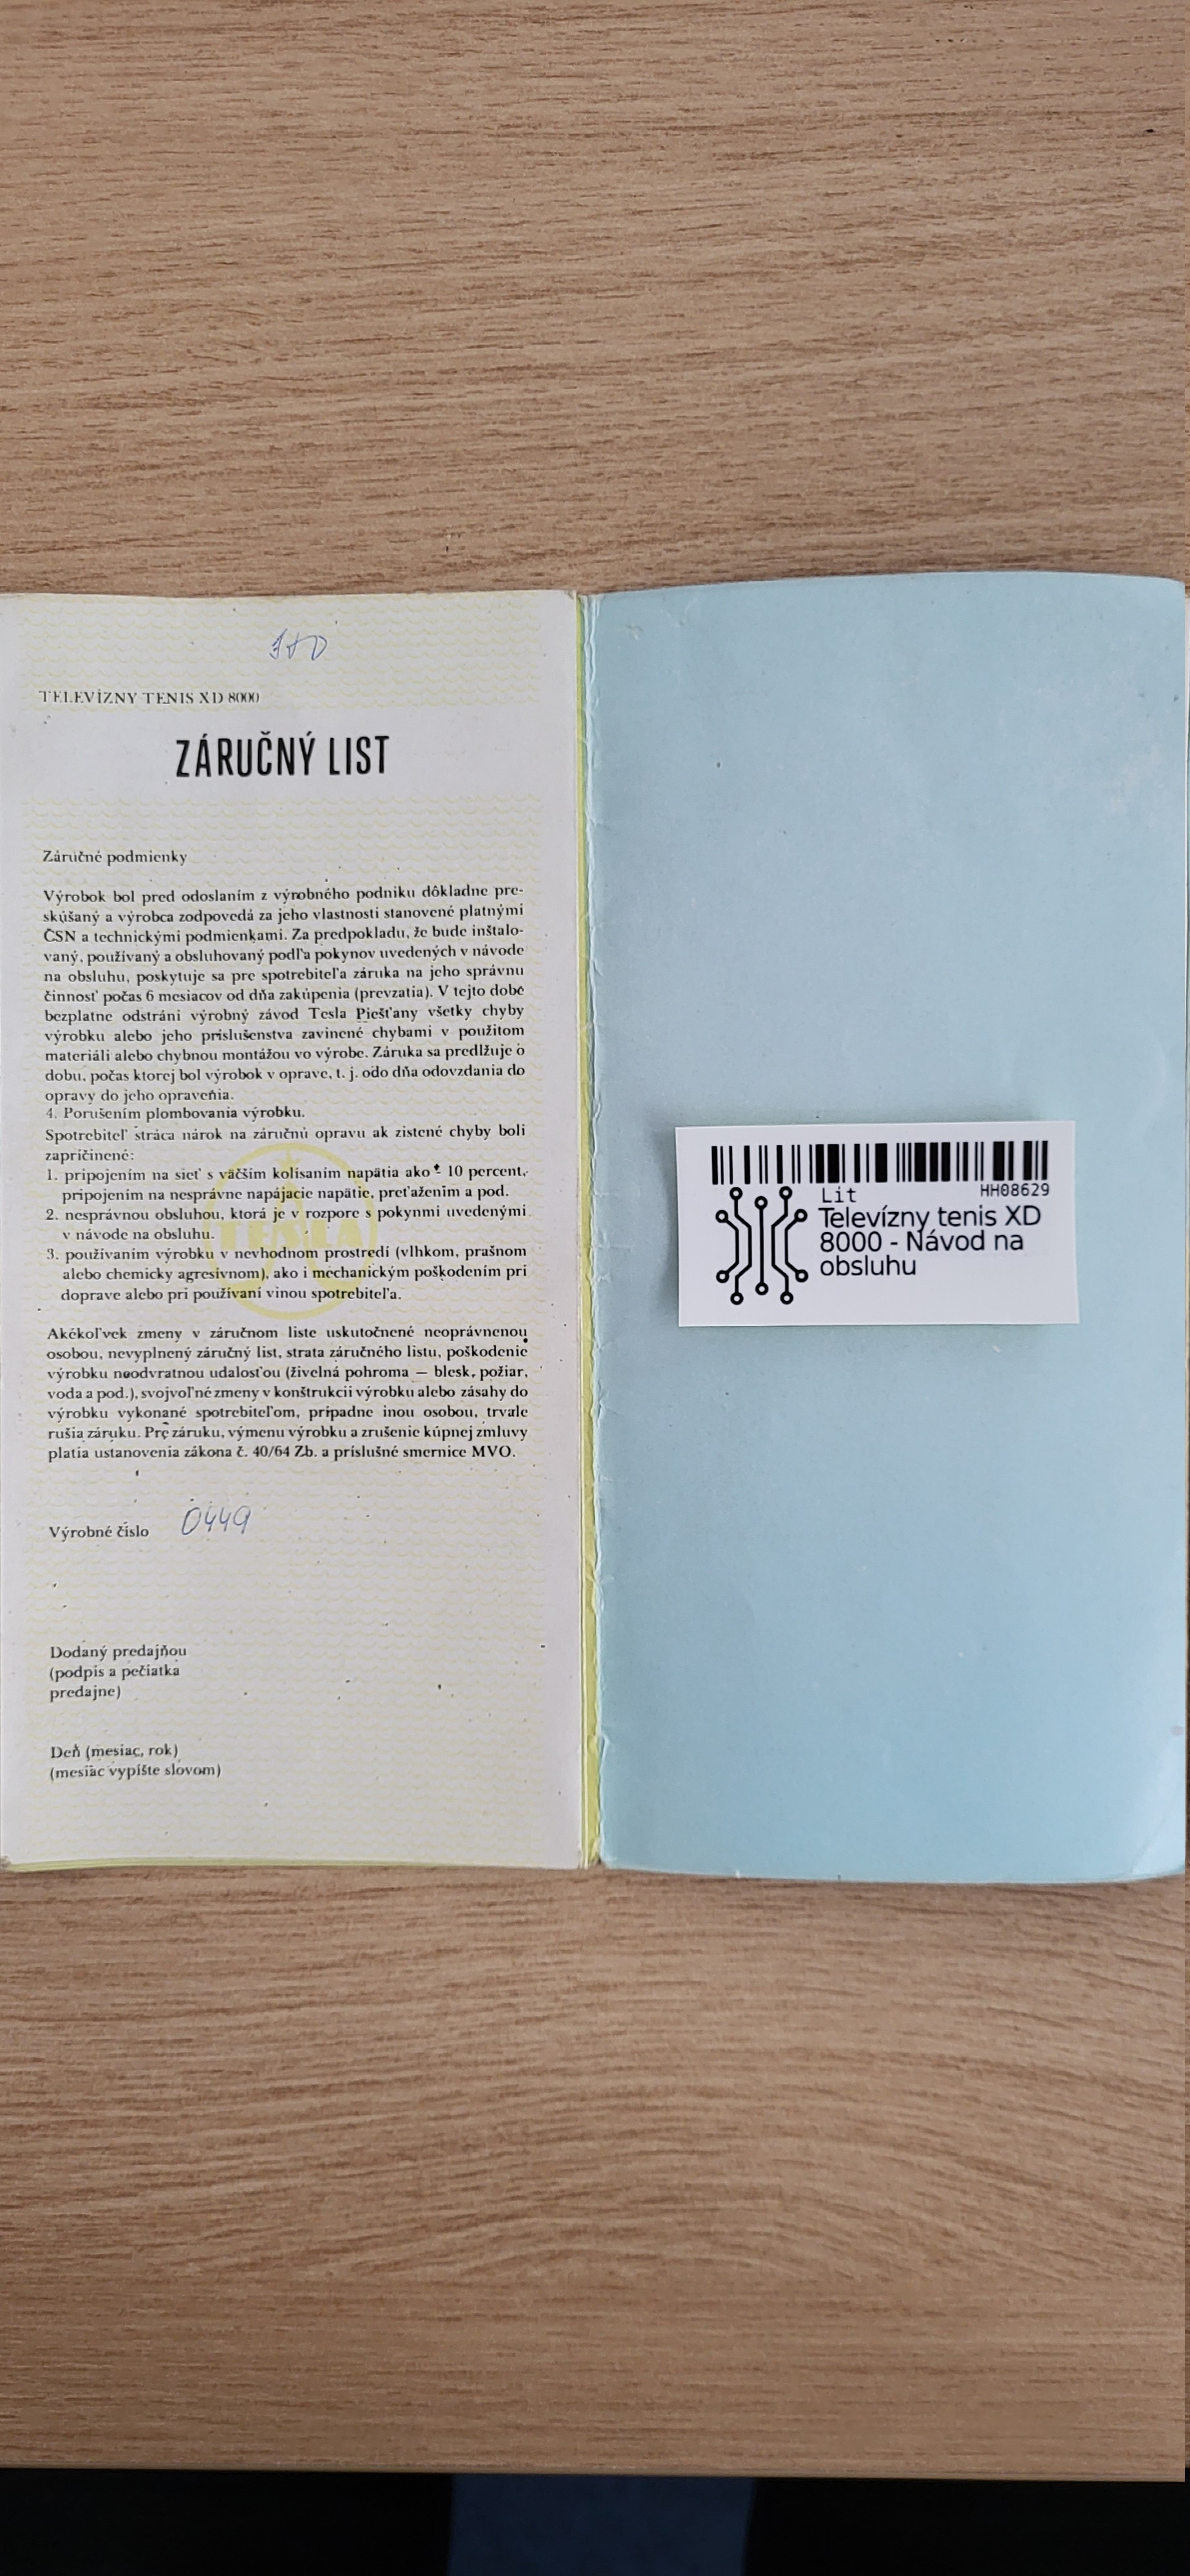 TELEVÍZNY TENIS XD 8000
ZÁRUČNÝ LIST
Záručné podmienky
Výrobok bol pred odoslaním z výrobného podniku dôkladne pre-
skúšaný a výrobca zodpovedá za jeho vlastnosti stanovené platnými
ČSN a technickými podmienkami. Za predpokladu, že bude inštalo-
vaný, používaný a obsluhovaný podľa pokynov uvedených v návode
na obsluhu, poskytuje sa pre spotrebiteľa záruka na jeho správnu
činnosť počas 6 mesiacov od dňa zakúpenia (prevzatia). V tejto dobe
bezplatne odstráni výrobný závod Tesla Piešťany všetky chyby
výrobku alebo jeho príslušenstva zavinené chybami v použitom
materiáli alebo chybnou montážou vo výrobe. Záruka sa predlžuje o
dobu, počas ktorej bol výrobok v oprave, t. j. odo dňa odovzdania do
opravy do jeho opravenia.
4. Porušením plombovania výrobku.
Spotrebiteľ stráca nárok na záručnú opravu ak zistené chyby boli
zapríčinené:
1. pripojením na sieť s väčším kolísaním napätia ako ± 10 percent,
pripojením na nesprávne napájacie napätie, preťažením a pod.
2. nesprávnou obsluhou, ktorá je v rozpore s pokynmi uvedenými
v návode na obsluhu.
3. používaním výrobku v nevhodnom prostredí (vlhkom, prašnom
alebo chemicky agresívnom), ako i mechanickým poškodením pri
doprave alebo pri používaní vinou spotrebiteľa.
TESLA
Akékoľvek zmeny v záručnom liste uskutočnené neoprávnenou
osobou, nevyplnený záručný list, strata záručného listu, poškodenie
výrobku neodvratnou udalosťou (živelná pohroma — blesk, požiar,
voda a pod.), svojvoľné zmeny v konštrukcii výrobku alebo zásahy do
výrobku vykonané spotrebiteľom, prípadne inou osobou, trvale
rušia záruku. Pre záruku, výmenu výrobku a zrušenie kúpnej zmluvy
platia ustanovenia zákona č. 40/64 Zb. a príslušné smernice MVO.
Výrobné číslo 0449
Dodaný predajňou
(podpis a pečiatka
predajne)
Deň (mesiac, rok)
(mesiac vypíšte slovom)
HH08629
Lit
Televízny tenis XD
8000 - Návod na
obsluhu